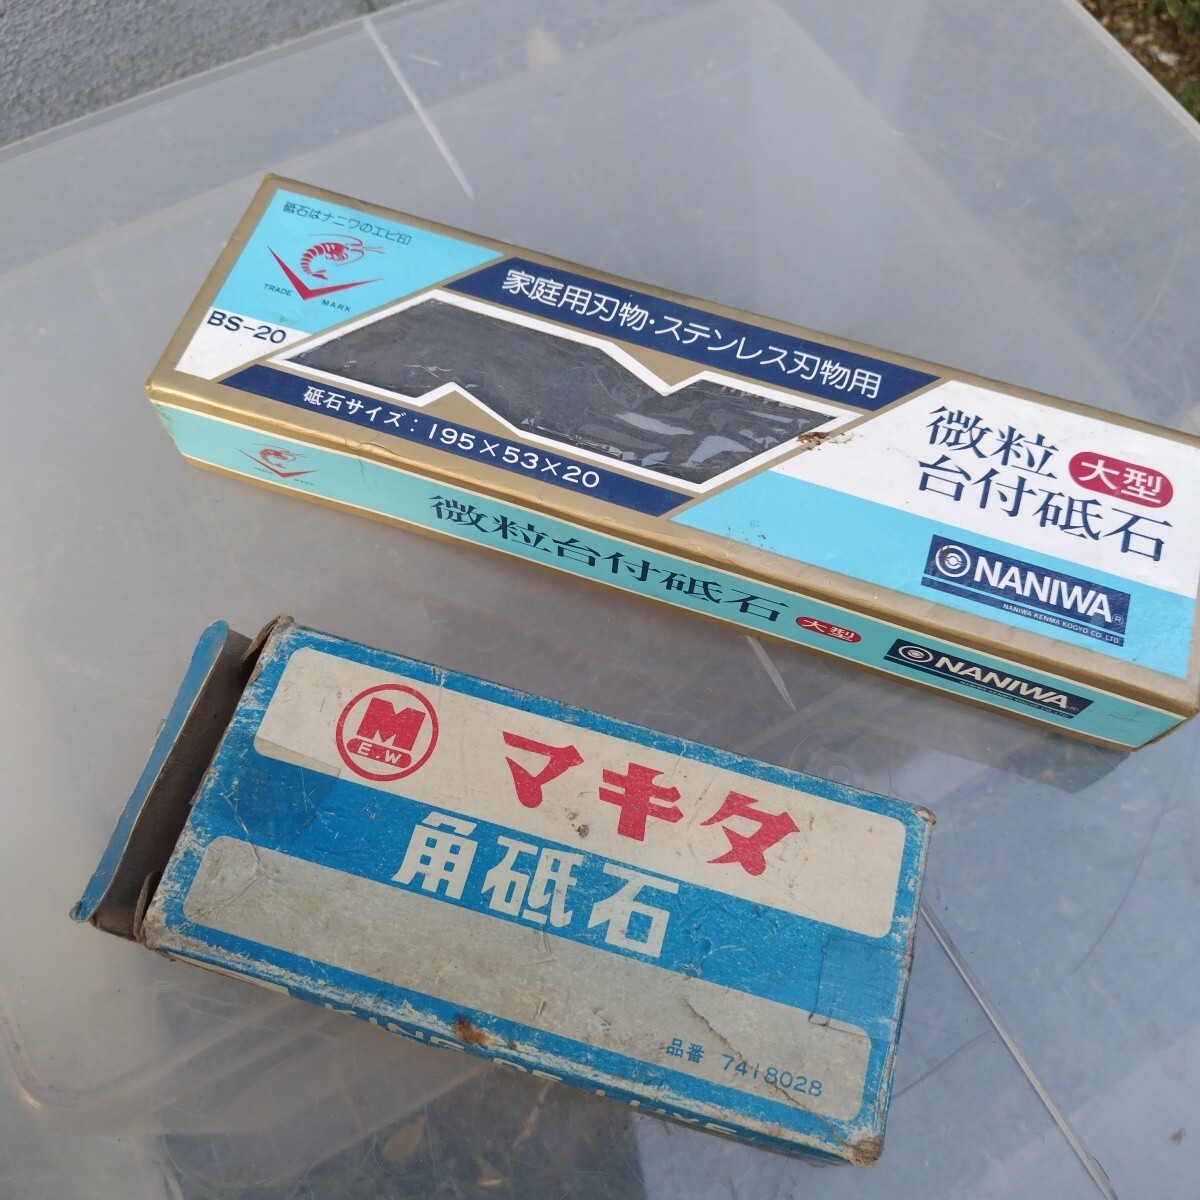 砥石はナニワのエビ印
TRADE MARK
BS-20
家庭用刃物・ステンレス刃物用
砥石サイズ：195×53×20
微粒
台付砥石
大型
NANIWA
NANIWA KENMA KOGYO CO., LTD.
微粒台付砥石
大型
NANIWA
M
E.W
マキタ
角砥石
品番 7418028